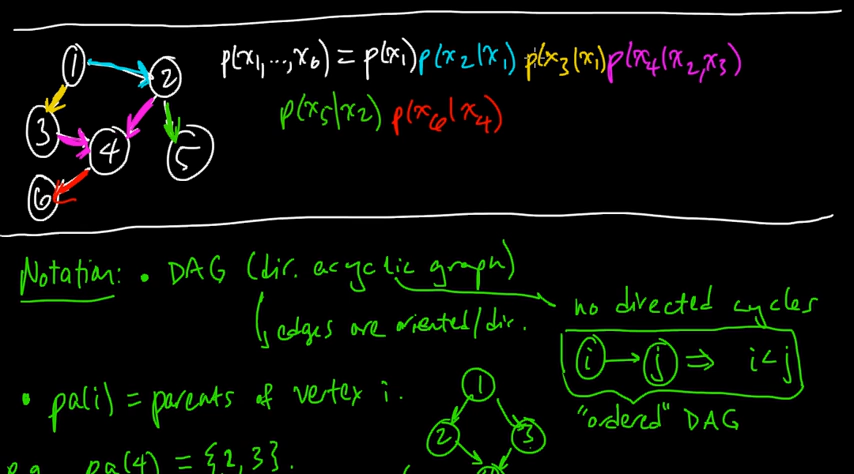 1 2 3 4 5 6
p(x₁,...,x₆) = p(x₁) p(x₂|x₁) p(x₃|x₁) p(x₄|x₂,x₃)
p(x₅|x₂) p(x₆|x₄)
Notation: • DAG (dir. acyclic graph)
edges are oriented/dir.
no directed cycles
i → j ⇒ i < j
"ordered" DAG
• pa(i) = parents of vertex i.
1
2 3
e.g. pa(4) = {2,3}.